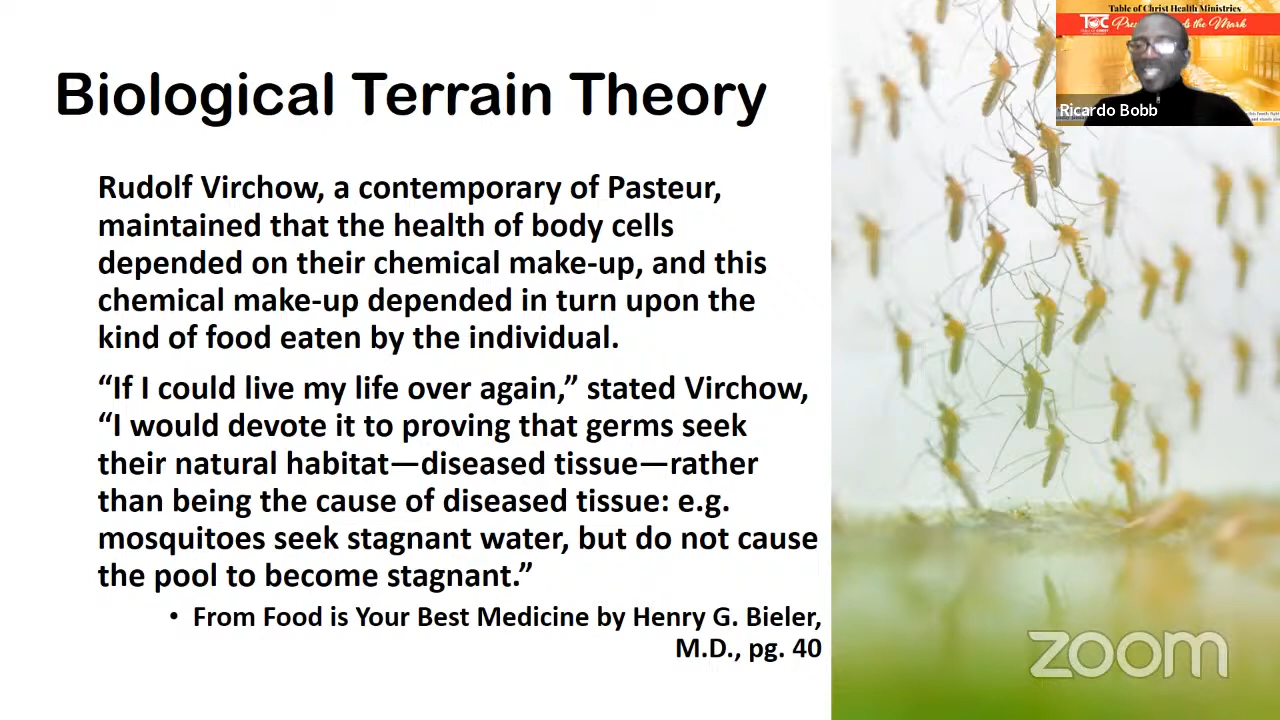 Biological Terrain Theory
Rudolf Virchow, a contemporary of Pasteur,
maintained that the health of body cells
depended on their chemical make-up, and this
chemical make-up depended in turn upon the
kind of food eaten by the individual.
“If I could live my life over again,” stated Virchow,
“I would devote it to proving that germs seek
their natural habitat—diseased tissue—rather
than being the cause of diseased tissue: e.g.
mosquitoes seek stagnant water, but do not cause
the pool to become stagnant.”
• From Food is Your Best Medicine by Henry G. Bieler,
M.D., pg. 40
Table of Christ Health Ministries
TOC
the Mark
Ricardo Bobb
zoom